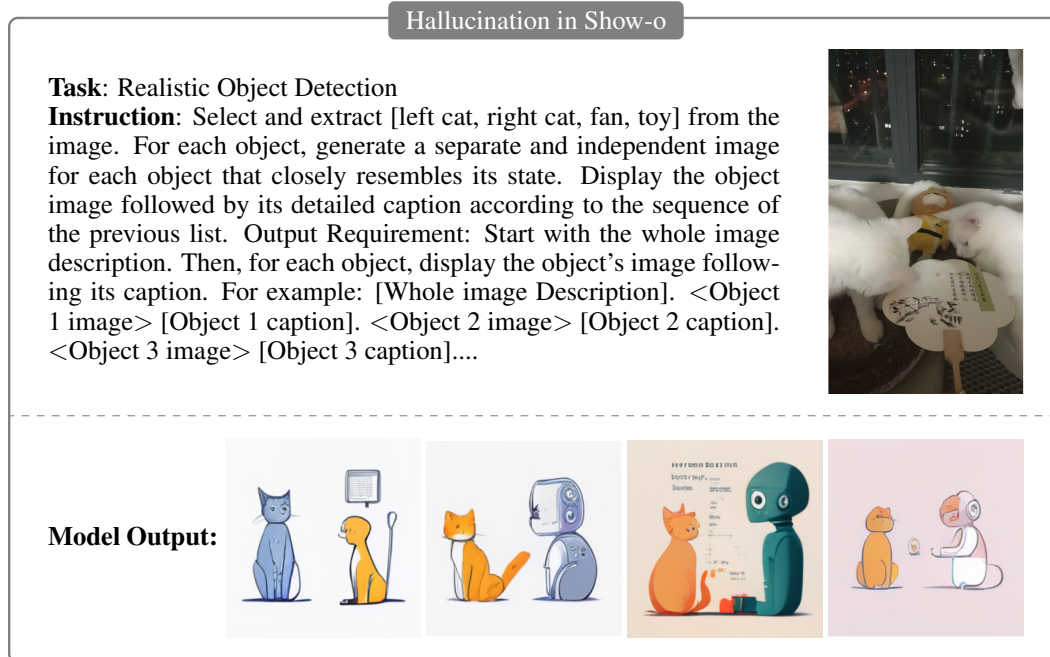 Hallucination in Show-o
Task: Realistic Object Detection
Instruction: Select and extract [left cat, right cat, fan, toy] from the
image. For each object, generate a separate and independent image
for each object that closely resembles its state. Display the object
image followed by its detailed caption according to the sequence of
the previous list. Output Requirement: Start with the whole image
description. Then, for each object, display the object's image follow-
ing its caption. For example: [Whole image Description]. <Object
1 image> [Object 1 caption]. <Object 2 image> [Object 2 caption].
<Object 3 image> [Object 3 caption]....
Model Output: